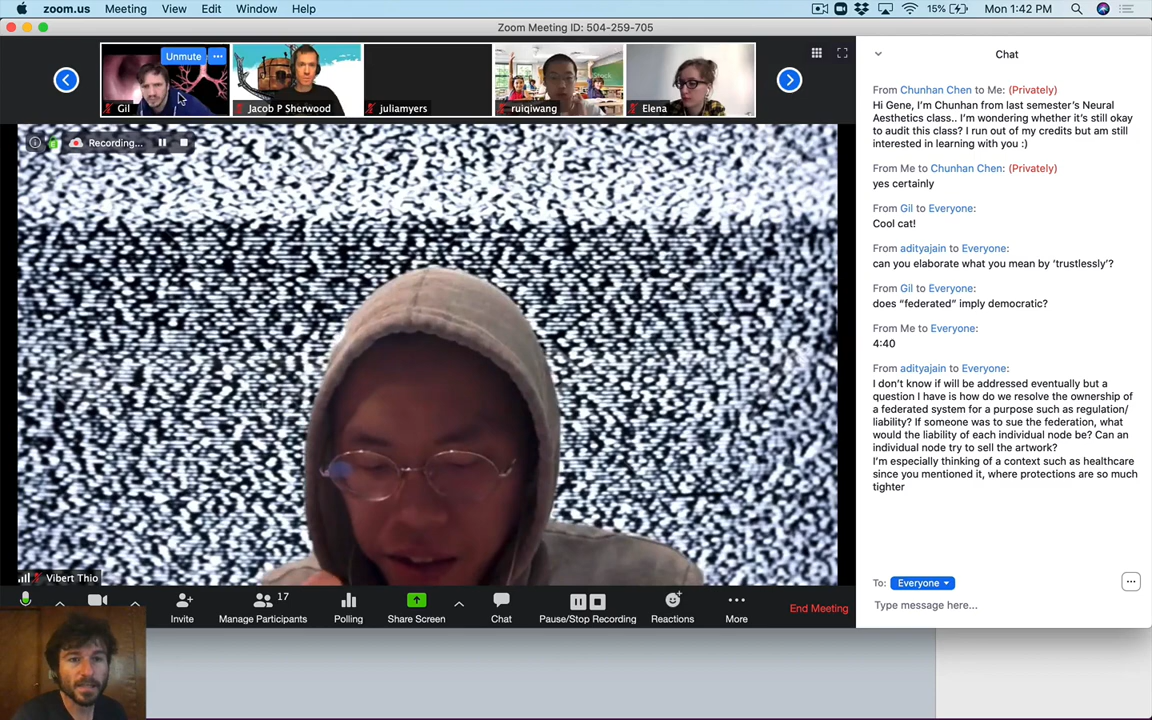 zoom.us Meeting View Edit Window Help
15% Mon 1:42 PM
Zoom Meeting ID: 504-259-705
Unmute
Gil
Jacob P Sherwood
juliamyers
ruiqiwang
Elena
Recording...
Vibert Thio
Chat
From Chunhan Chen to Me: (Privately)
Hi Gene, I'm Chunhan from last semester's Neural
Aesthetics class.. I'm wondering whether it's still okay
to audit this class? I run out of my credits but am still
interested in learning with you :)
From Me to Chunhan Chen: (Privately)
yes certainly
From Gil to Everyone:
Cool cat!
From adityajain to Everyone:
can you elaborate what you mean by ‘trustlessly’?
From Gil to Everyone:
does “federated” imply democratic?
From Me to Everyone:
4:40
From adityajain to Everyone:
I don’t know if will be addressed eventually but a
question I have is how do we resolve the ownership of
a federated system for a purpose such as regulation/
liability? If someone was to sue the federation, what
would the liability of each individual node be? Can an
individual node try to sell the artwork?
I’m especially thinking of a context such as healthcare
since you mentioned it, where protections are so much
tighter
To: Everyone
Type message here...
Invite
17
Manage Participants
Polling
Share Screen
Chat
Pause/Stop Recording
Reactions
More
End Meeting